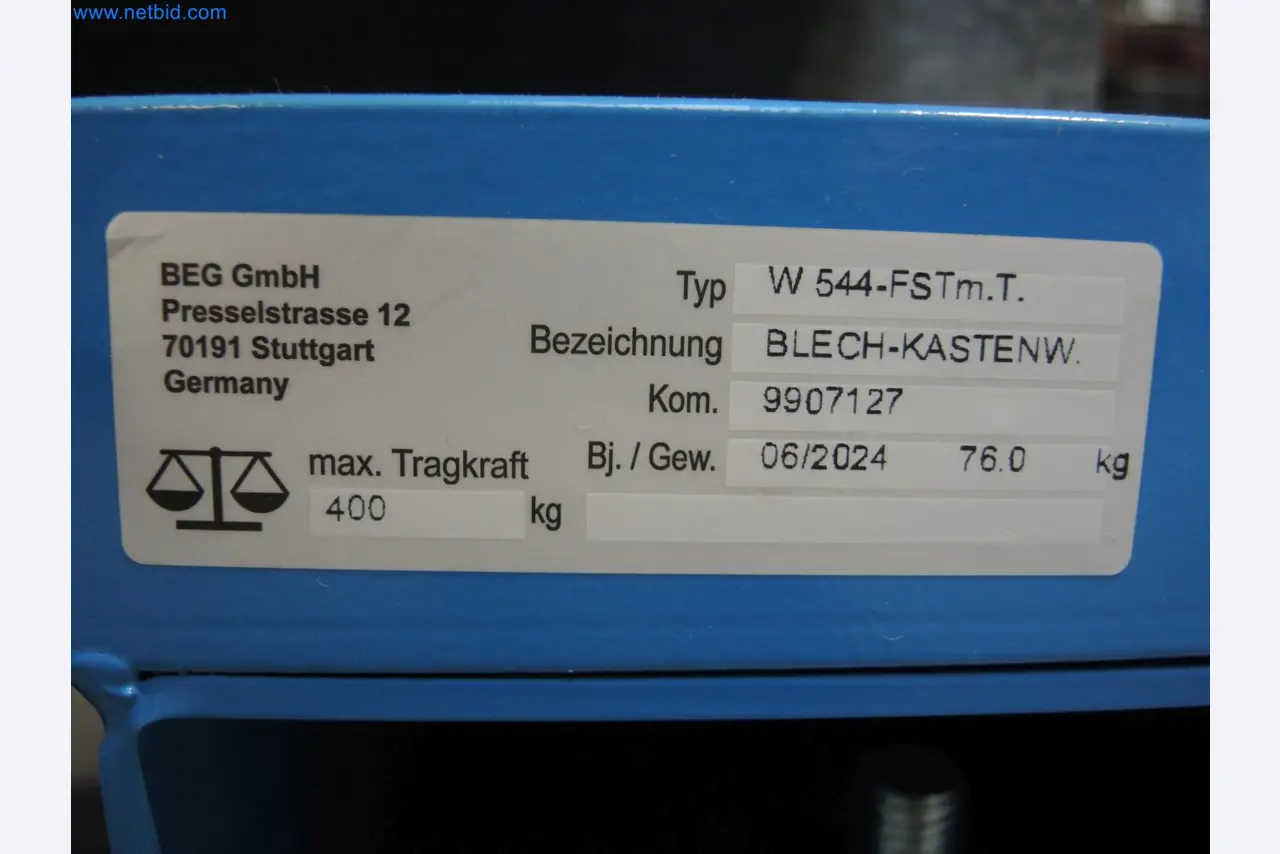 www.netbid.com
BEG GmbH
Presselstrasse 12
70191 Stuttgart
Germany
Typ W 544-FSTm.T.
Bezeichnung BLECH-KASTENW.
Kom. 9907127
Bj. / Gew. 06/2024 76.0 kg
max. Tragkraft
400 kg